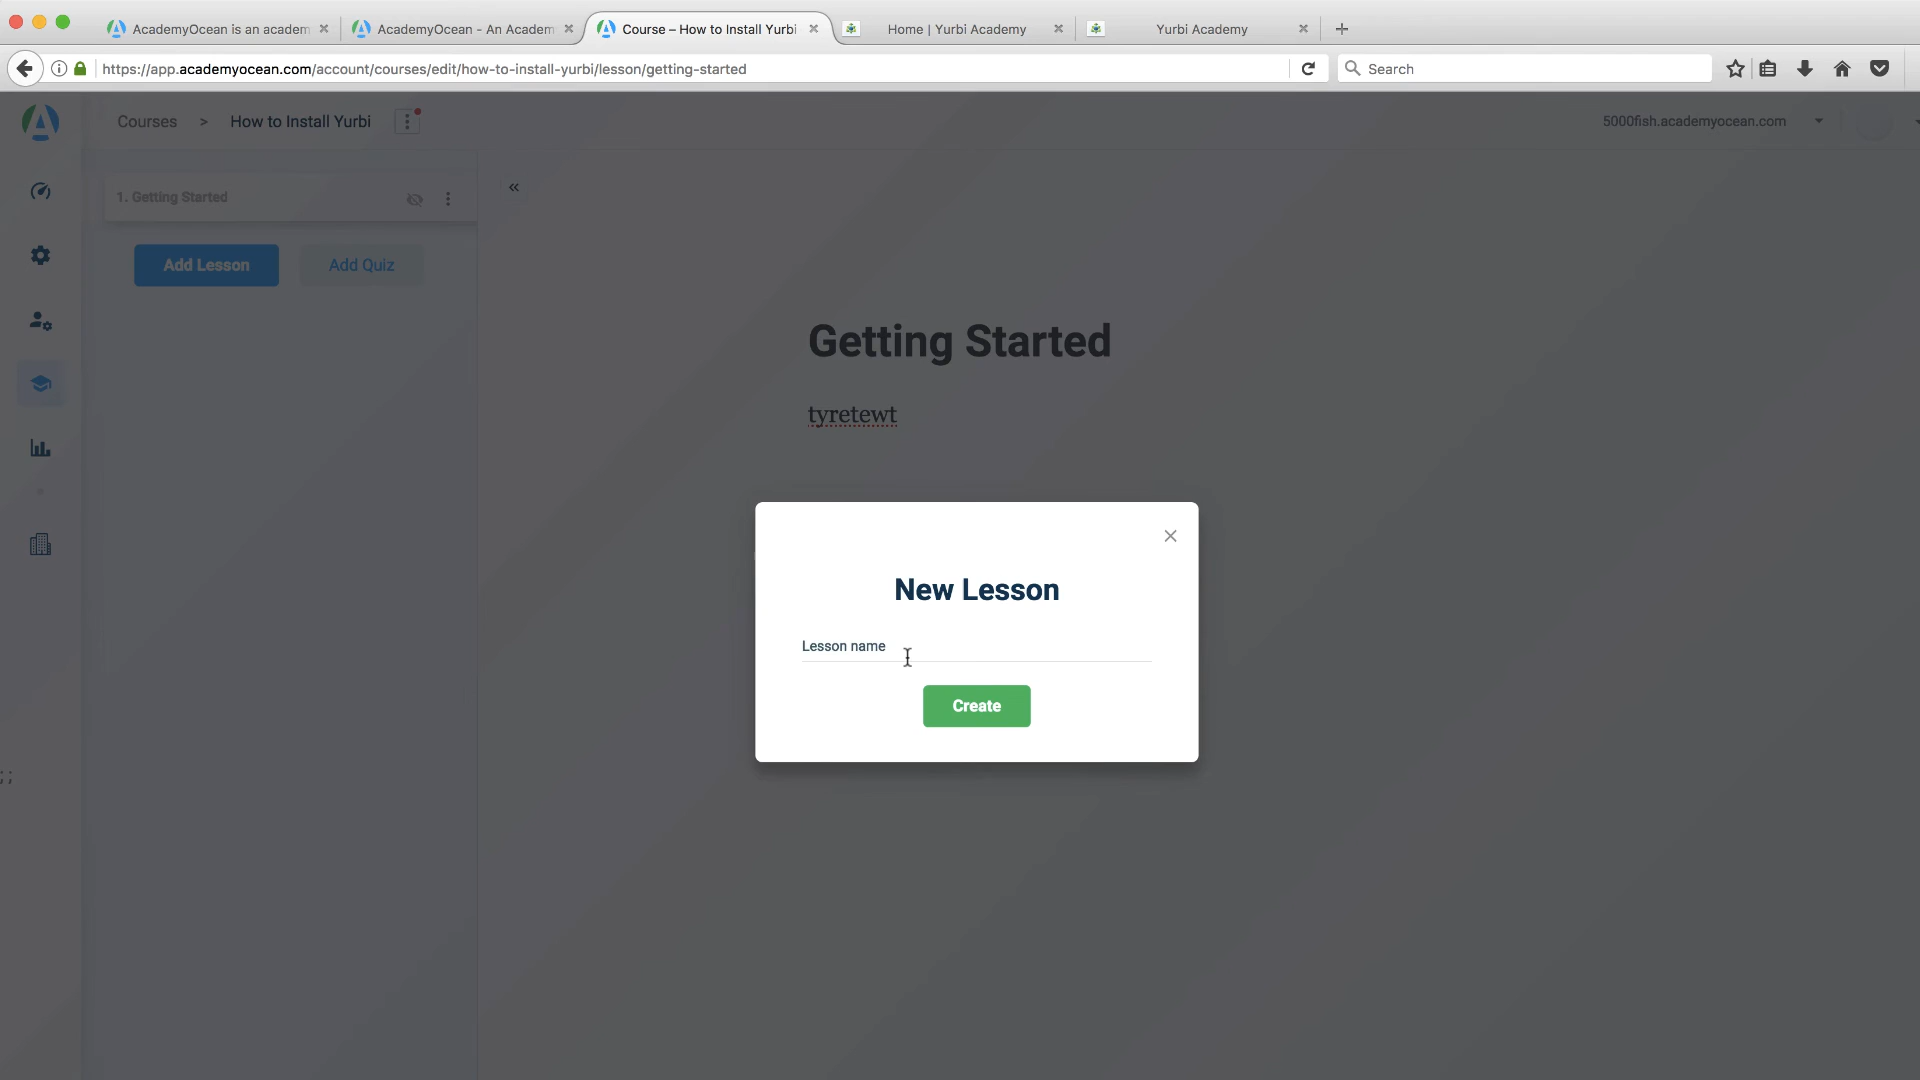 AcademyOcean is an academ
AcademyOcean - An Academ
Course – How to Install Yurbi
Home | Yurbi Academy
Yurbi Academy
https://app.academyocean.com/account/courses/edit/how-to-install-yurbi/lesson/getting-started
Search
Courses > How to Install Yurbi
5000fish.academyocean.com
1. Getting Started
«
Add Lesson
Add Quiz
Getting Started
tyretewt
New Lesson
Lesson name
Create
;;